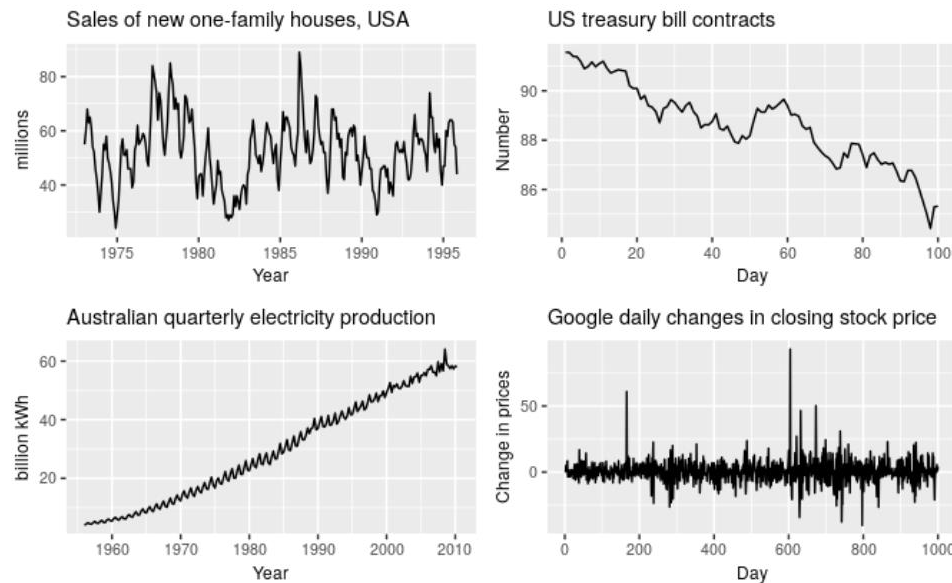 Sales of new one-family houses, USA
80
60
40
millions
1975 1980 1985 1990 1995
Year
US treasury bill contracts
90
88
86
Number
0 20 40 60 80 100
Day
Australian quarterly electricity production
60
40
20
billion kWh
1960 1970 1980 1990 2000 2010
Year
Google daily changes in closing stock price
50
0
Change in prices
0 200 400 600 800 1000
Day